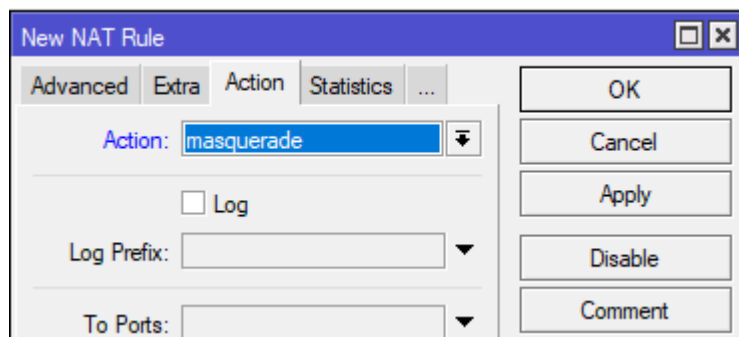 New NAT Rule
Advanced Extra Action Statistics ...
OK
Action: masquerade
Cancel
Log
Apply
Log Prefix:
Disable
To Ports:
Comment